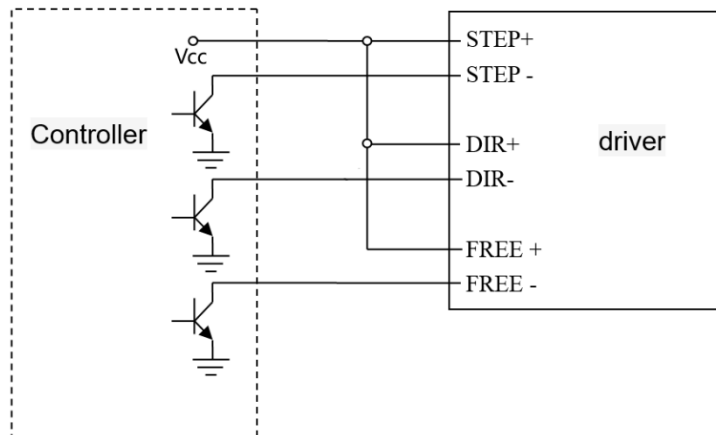 Vcc
STEP+
STEP -
Controller
DIR+
driver
DIR-
FREE +
FREE -